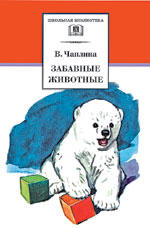 ШКОЛЬНАЯ БИБЛИОТЕКА
В. Чаплина
ЗАБАВНЫЕ
ЖИВОТНЫЕ